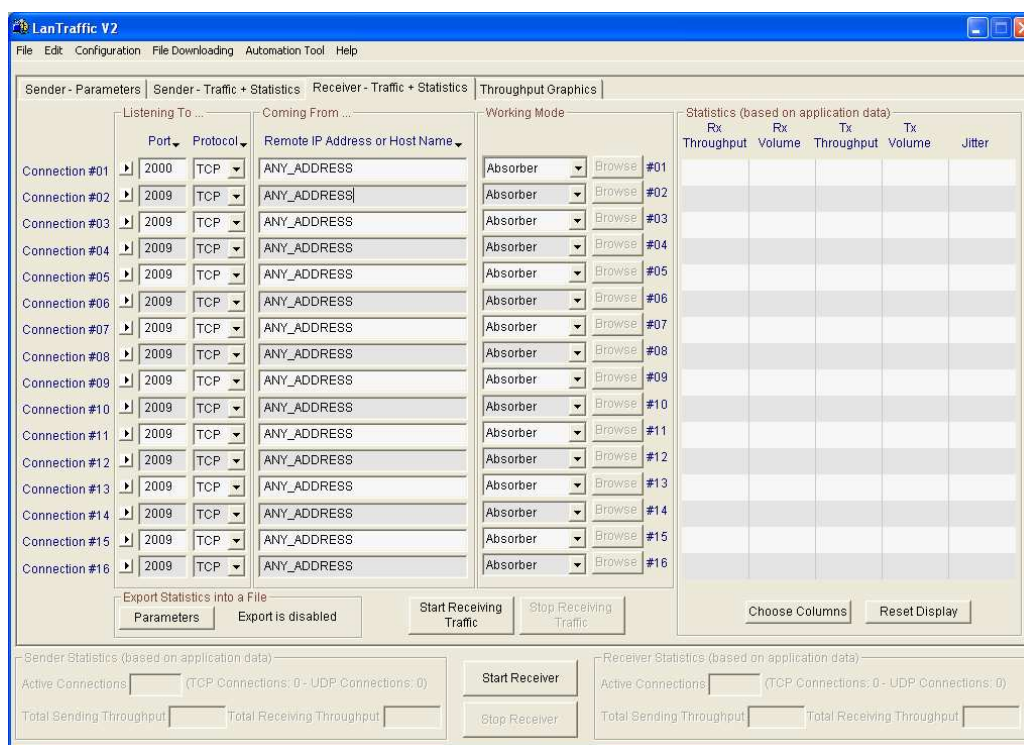 LanTraffic V2
File Edit Configuration File Downloading Automation Tool Help
Sender - Parameters Sender - Traffic + Statistics Receiver - Traffic + Statistics Throughput Graphics
Listening To ... Coming From ... Working Mode Statistics (based on application data)
Port Protocol Remote IP Address or Host Name Rx Throughput Rx Volume Tx Throughput Tx Volume Jitter
Connection #01 2000 TCP ANY_ADDRESS Absorber Browse #01
Connection #02 2009 TCP ANY_ADDRESS Absorber Browse #02
Connection #03 2009 TCP ANY_ADDRESS Absorber Browse #03
Connection #04 2009 TCP ANY_ADDRESS Absorber Browse #04
Connection #05 2009 TCP ANY_ADDRESS Absorber Browse #05
Connection #06 2009 TCP ANY_ADDRESS Absorber Browse #06
Connection #07 2009 TCP ANY_ADDRESS Absorber Browse #07
Connection #08 2009 TCP ANY_ADDRESS Absorber Browse #08
Connection #09 2009 TCP ANY_ADDRESS Absorber Browse #09
Connection #10 2009 TCP ANY_ADDRESS Absorber Browse #10
Connection #11 2009 TCP ANY_ADDRESS Absorber Browse #11
Connection #12 2009 TCP ANY_ADDRESS Absorber Browse #12
Connection #13 2009 TCP ANY_ADDRESS Absorber Browse #13
Connection #14 2009 TCP ANY_ADDRESS Absorber Browse #14
Connection #15 2009 TCP ANY_ADDRESS Absorber Browse #15
Connection #16 2009 TCP ANY_ADDRESS Absorber Browse #16
Export Statistics into a File
Parameters Export is disabled Start Receiving Traffic Stop Receiving Traffic Choose Columns Reset Display
Sender Statistics (based on application data) Receiver Statistics (based on application data)
Active Connections (TCP Connections: 0 - UDP Connections: 0) Start Receiver Active Connections (TCP Connections: 0 - UDP Connections: 0)
Total Sending Throughput Total Receiving Throughput Stop Receiver Total Sending Throughput Total Receiving Throughput